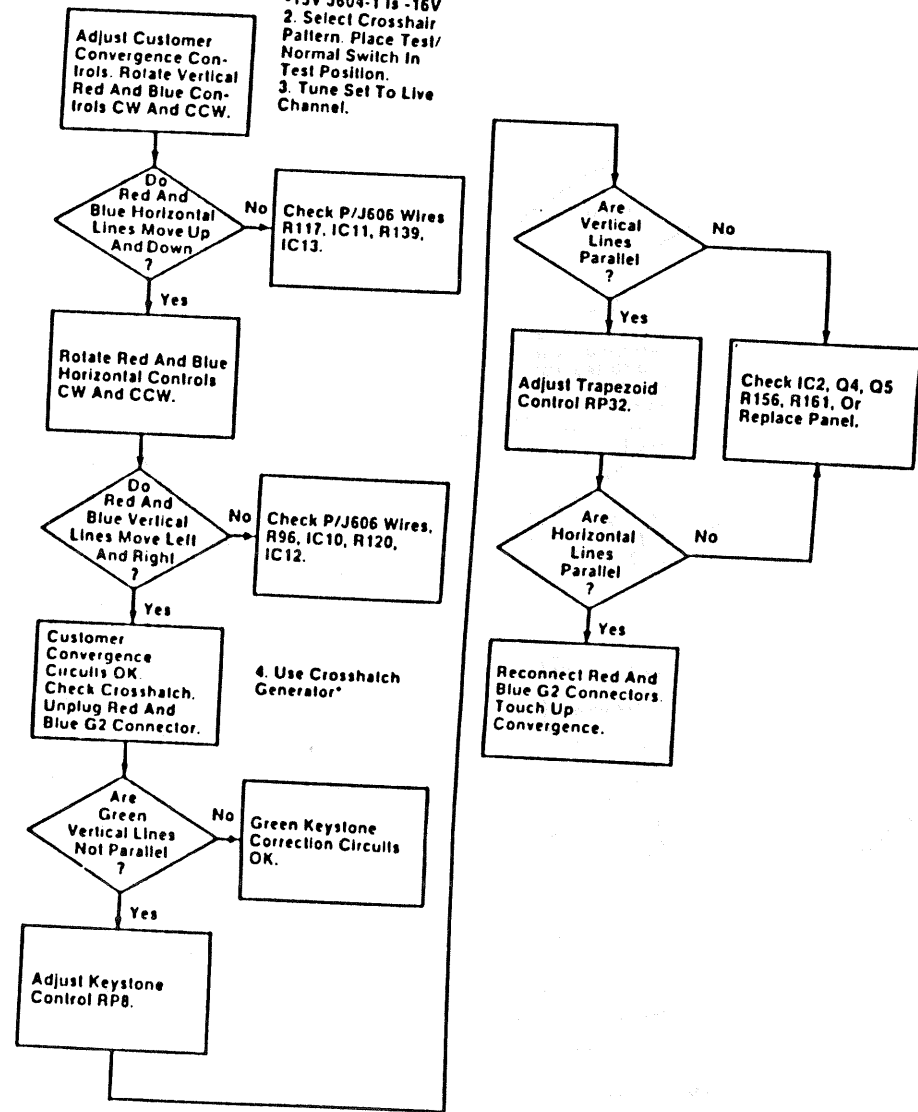 -15V J604-1 is -16V
2. Select Crosshair
Pattern. Place Test/
Normal Switch In
Test Position.
3. Tune Set To Live
Channel.
Adjust Customer
Convergence Con-
trols. Rotate Vertical
Red And Blue Con-
trols CW And CCW.
Do
Red And
Blue Horizontal
Lines Move Up
And Down
?
No
Check P/J606 Wires
R117, IC11, R139,
IC13.
Yes
Rotate Red And Blue
Horizontal Controls
CW And CCW.
Do
Red And
Blue Vertical
Lines Move Left
And Right
?
No
Check P/J606 Wires,
R96, IC10, R120,
IC12.
Yes
Customer
Convergence
Circuits OK.
Check Crosshatch.
Unplug Red And
Blue G2 Connector.
4. Use Crosshatch
Generator*
Are
Green
Vertical Lines
Not Parallel
?
No
Green Keystone
Correction Circuits
OK.
Yes
Adjust Keystone
Control RP8.
Are
Vertical
Lines
Parallel
?
No
Yes
Adjust Trapezoid
Control RP32.
Check IC2, Q4, Q5
R156, R161, Or
Replace Panel.
Are
Horizontal
Lines
Parallel
?
No
Yes
Reconnect Red And
Blue G2 Connectors.
Touch Up
Convergence.